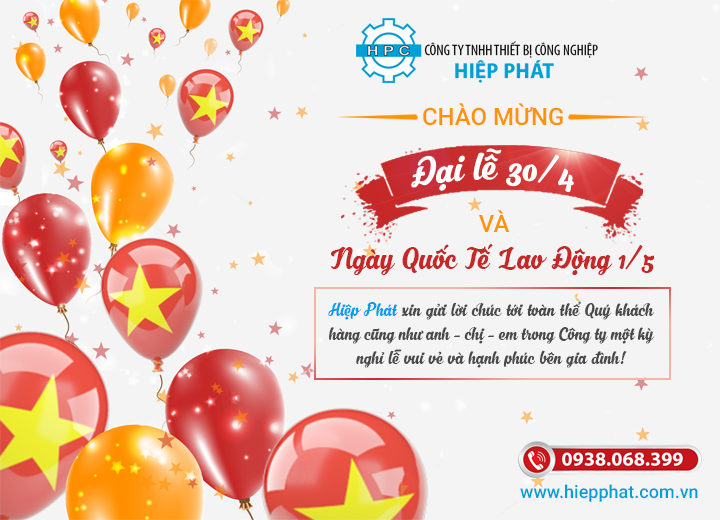 HPC
CÔNG TY TNHH THIẾT BỊ CÔNG NGHIỆP
HIỆP PHÁT
CHÀO MỪNG
Đại lễ 30/4
VÀ
Ngày Quốc Tế Lao Động 1/5
Hiệp Phát xin gửi lời chúc tới toàn thể Quý khách
hàng cũng như anh - chị - em trong Công ty một kỳ
nghỉ lễ vui vẻ và hạnh phúc bên gia đình!
0938.068.399
www.hiepphat.com.vn